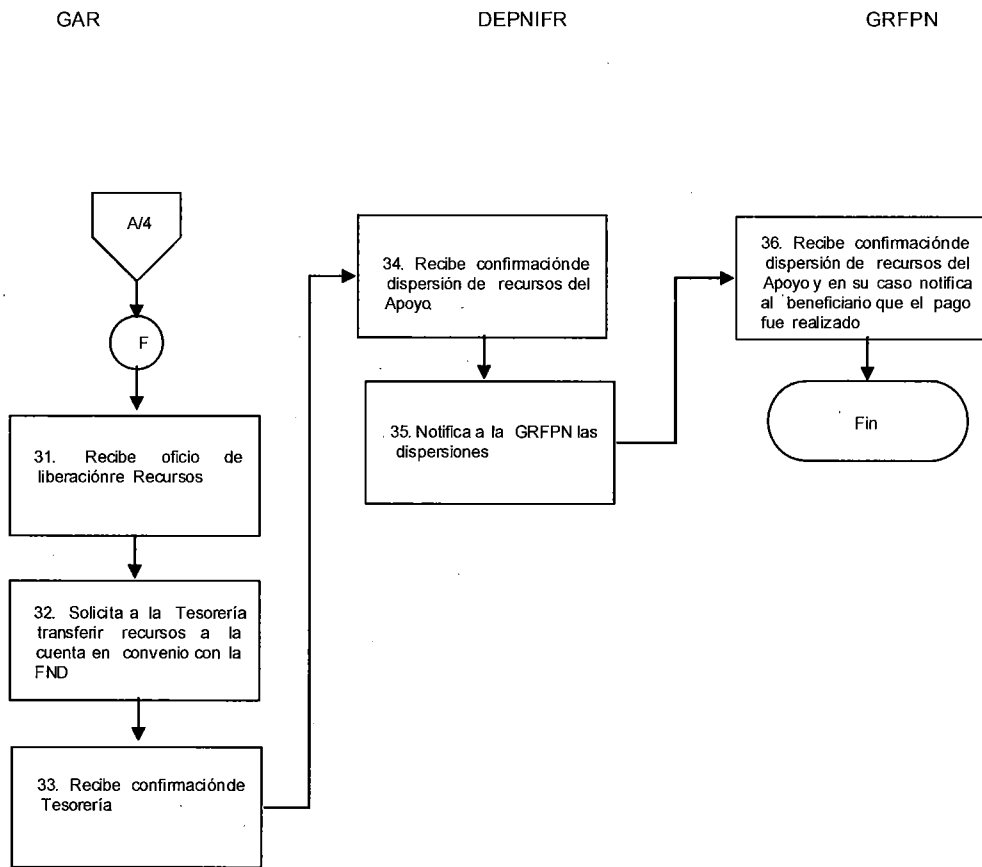 GAR
DEPNIFR
GRFPN
A/4
F
31. Recibe oficio de
liberaciónre Recursos
32. Solicita a la Tesorería
transferir recursos a la
cuenta en convenio con la
FND
33. Recibe confirmaciónde
Tesorería
34. Recibe confirmaciónde
dispersión de recursos del
Apoyo.
35. Notifica a la GRFPN las
dispersiones
36. Recibe confirmaciónde
dispersión de recursos del
Apoyo y en su caso notifica
al beneficiario que el pago
fue realizado
Fin